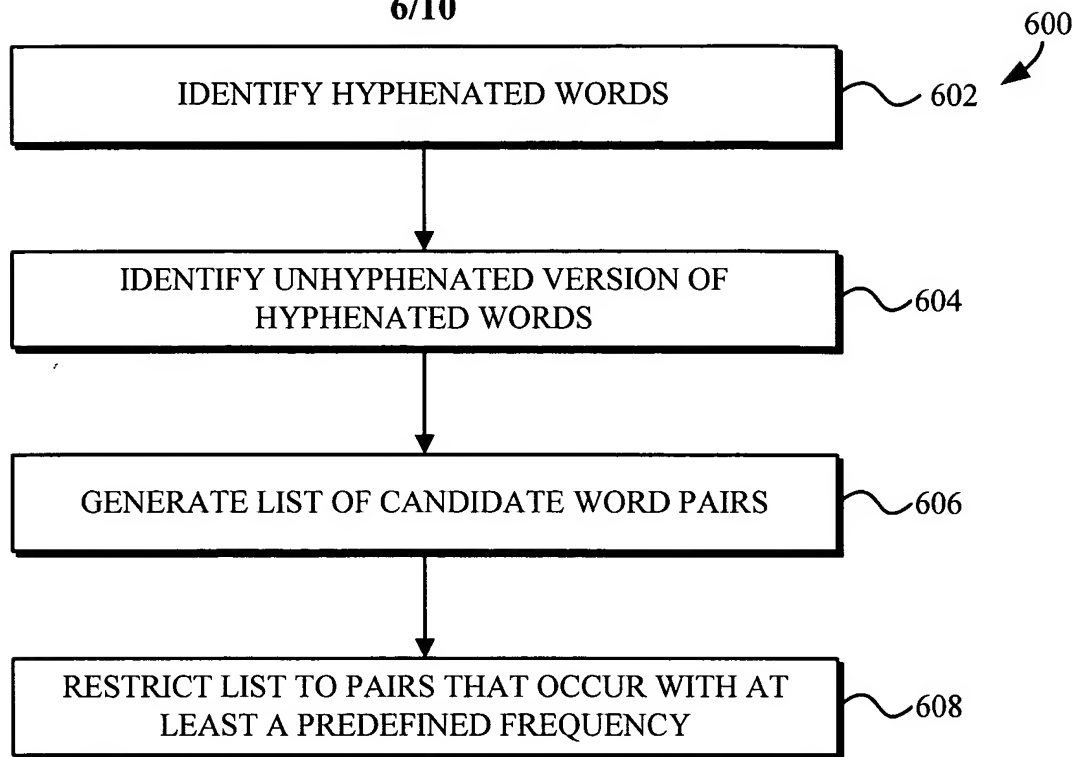 6/10
600
IDENTIFY HYPHENATED WORDS
602
IDENTIFY UNHYPHENATED VERSION OF
HYPHENATED WORDS
604
GENERATE LIST OF CANDIDATE WORD PAIRS
606
RESTRICT LIST TO PAIRS THAT OCCUR WITH AT
LEAST A PREDEFINED FREQUENCY
608